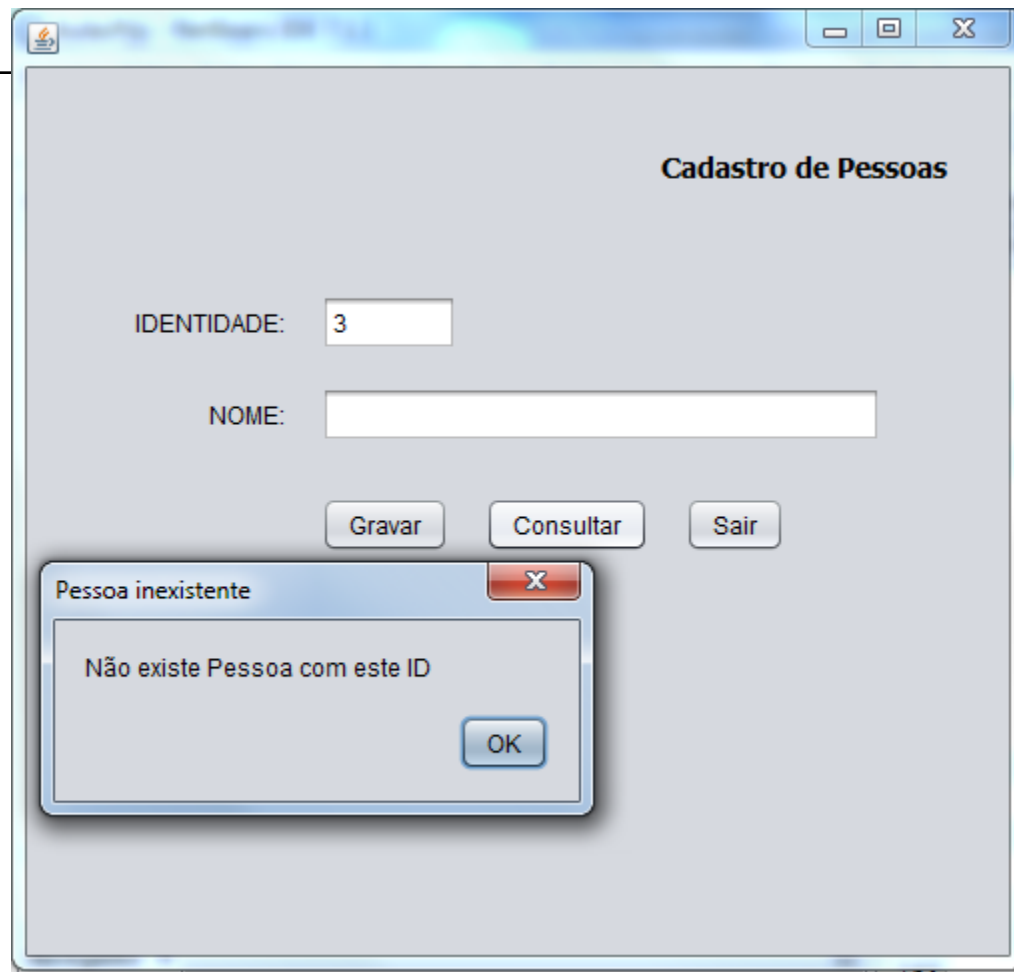 Cadastro de Pessoas
IDENTIDADE: 3
NOME:
Gravar Consultar Sair
Pessoa inexistente
Não existe Pessoa com este ID
OK